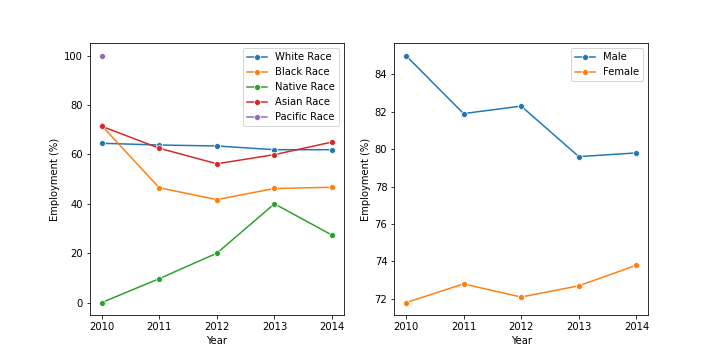 100
80
60
40
20
0
Employment (%)
2010 2011 2012 2013 2014
Year
White Race
Black Race
Native Race
Asian Race
Pacific Race
84
82
80
78
76
74
72
Employment (%)
2010 2011 2012 2013 2014
Year
Male
Female